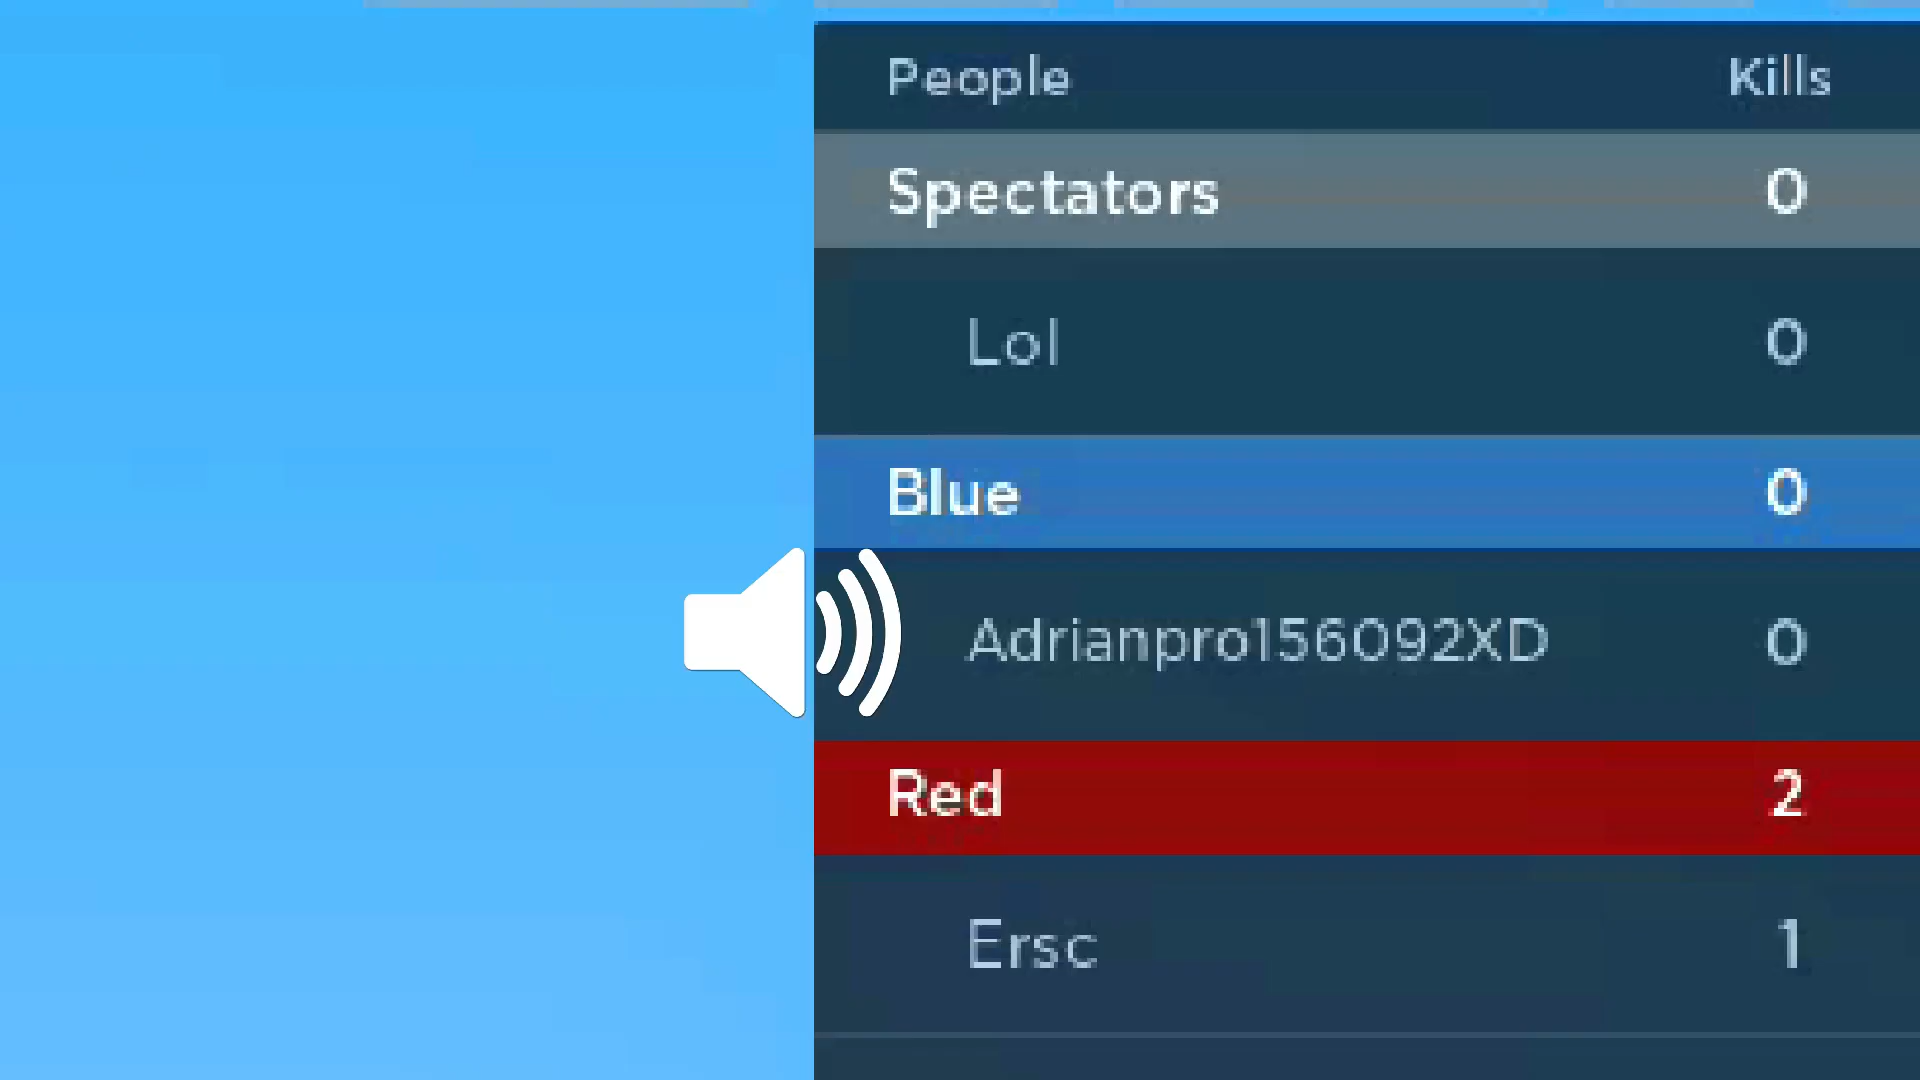 People Kills
Spectators 0
Lol 0
Blue 0
Adrianpro156092XD 0
Red 2
Ersc 1